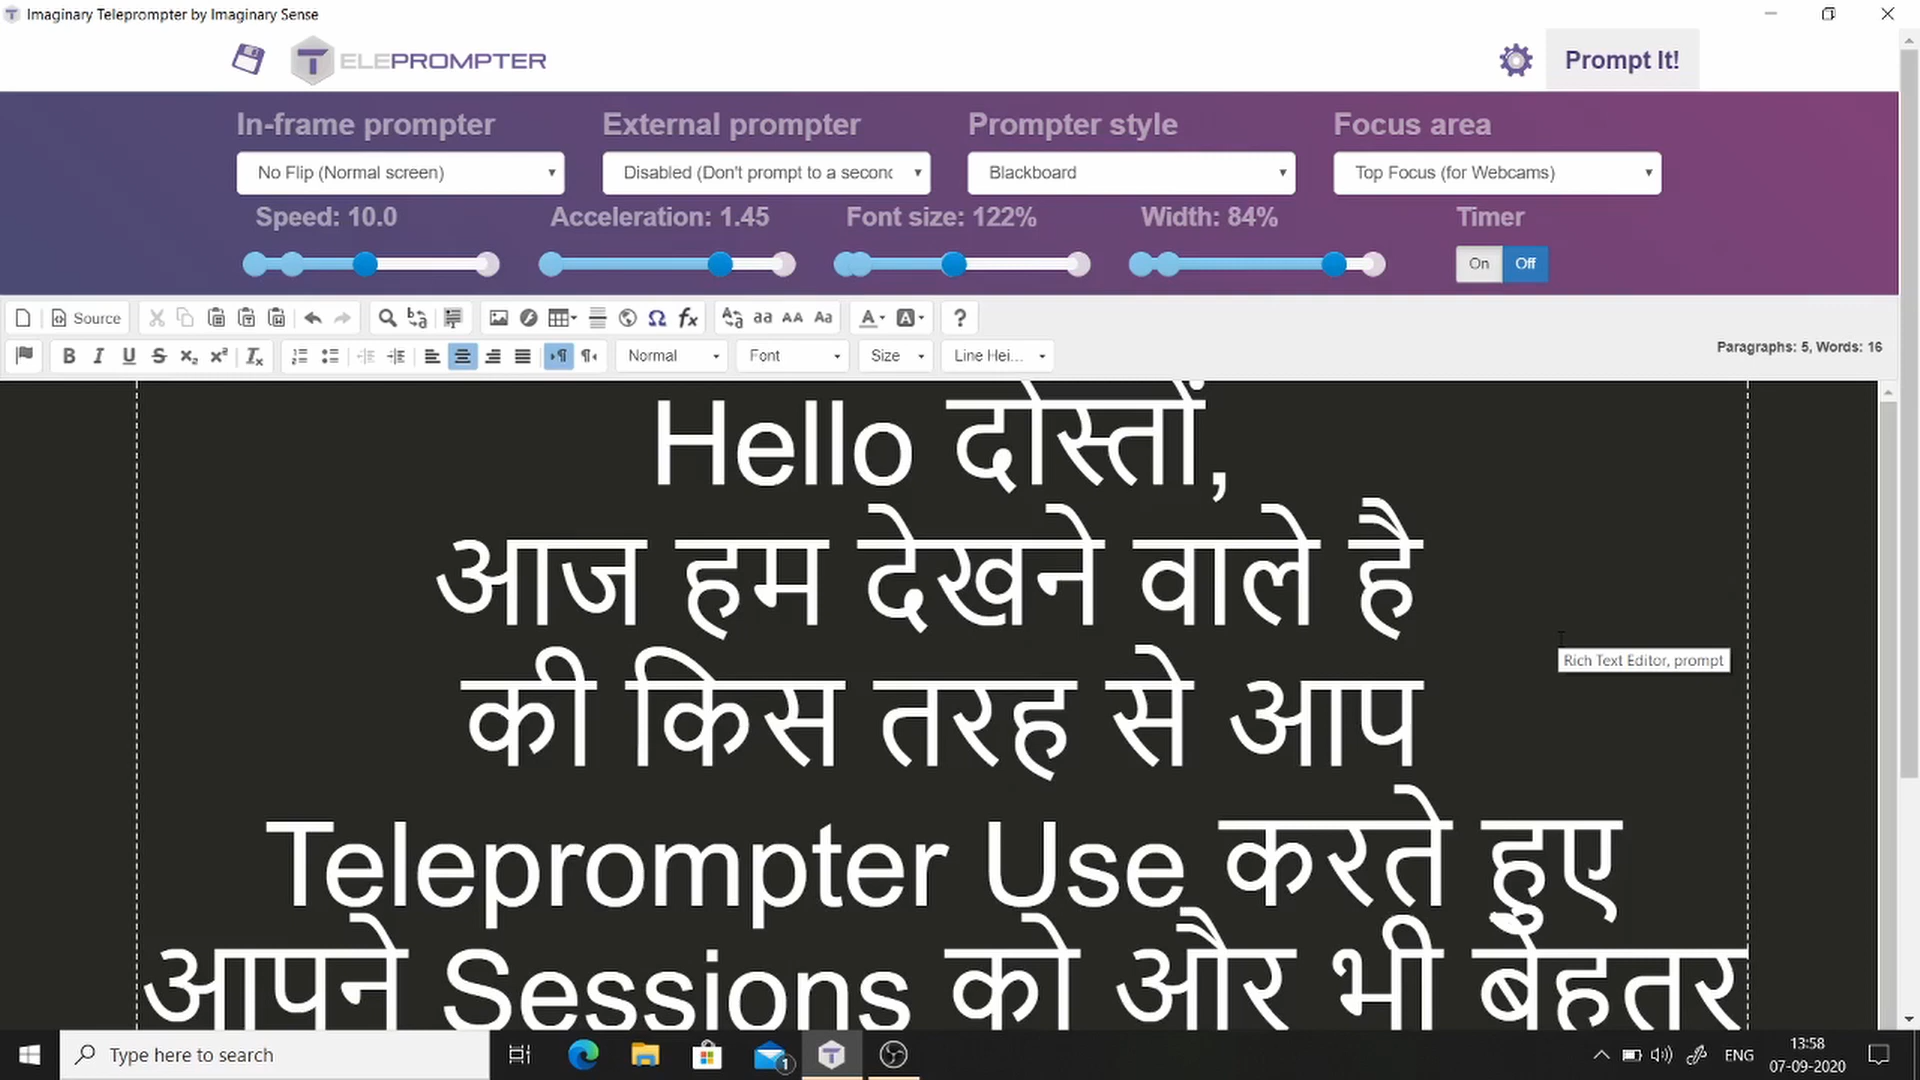 Imaginary Teleprompter by Imaginary Sense
TELEPROMPTER
Prompt It!
In-frame prompter External prompter Prompter style Focus area
No Flip (Normal screen) Disabled (Don't prompt to a secon Blackboard Top Focus (for Webcams)
Speed: 10.0 Acceleration: 1.45 Font size: 122% Width: 84% Timer
On Off
Source
Normal Font Size Line Hei...
Paragraphs: 5, Words: 16
Hello दोस्तों,
आज हम देखने वाले है
की किस तरह से आप
Rich Text Editor, prompt
Teleprompter Use करते हुए
आपने Sessions को और भी बेहतर
Type here to search
1
ENG
13:58
07-09-2020